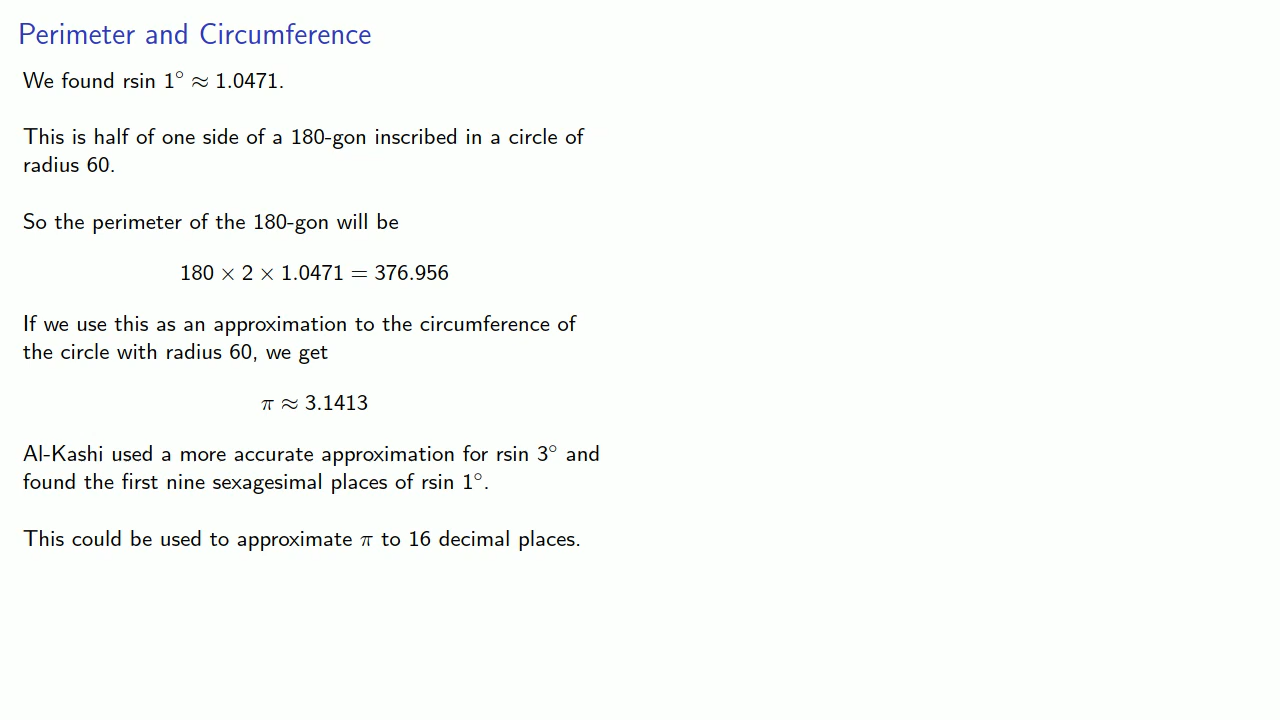 Perimeter and Circumference
We found rsin 1° ≈ 1.0471.
This is half of one side of a 180-gon inscribed in a circle of
radius 60.
So the perimeter of the 180-gon will be
180 × 2 × 1.0471 = 376.956
If we use this as an approximation to the circumference of
the circle with radius 60, we get
π ≈ 3.1413
Al-Kashi used a more accurate approximation for rsin 3° and
found the first nine sexagesimal places of rsin 1°.
This could be used to approximate π to 16 decimal places.